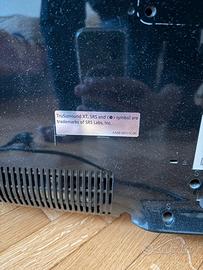 TruSurround XT, SRS and (●) symbol are
trademarks of SRS Labs, Inc.